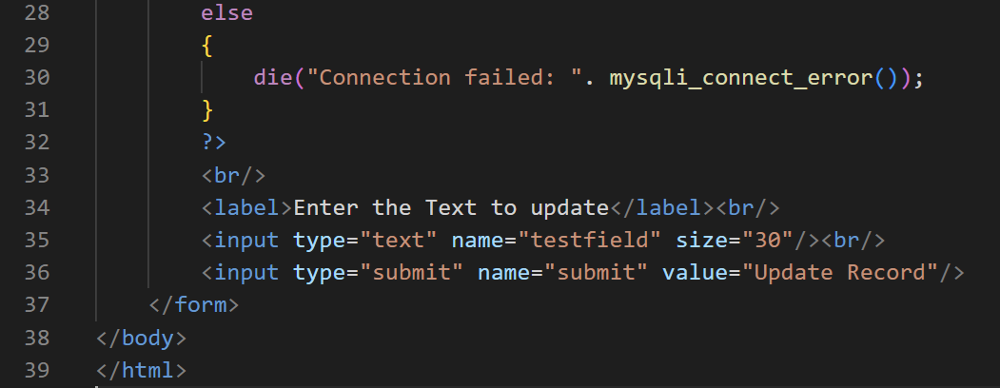 28 else
29 {
30 die("Connection failed: ". mysqli_connect_error());
31 }
32 ?>
33 <br/>
34 <label>Enter the Text to update</label><br/>
35 <input type="text" name="testfield" size="30"/><br/>
36 <input type="submit" name="submit" value="Update Record"/>
37 </form>
38 </body>
39 </html>